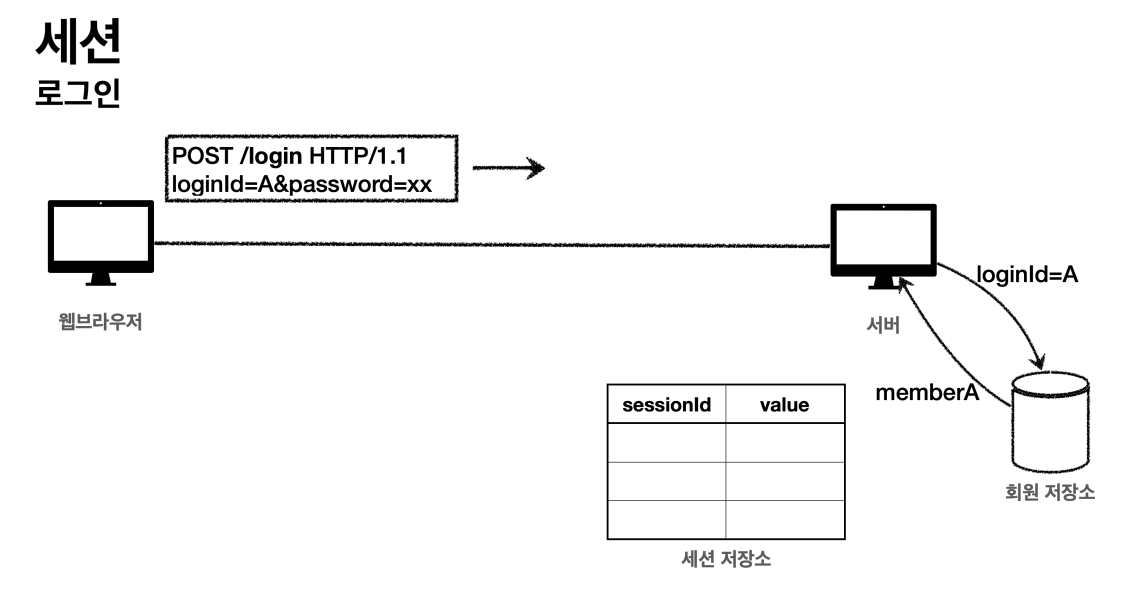 세션
로그인
POST /login HTTP/1.1
loginId=A&password=xx
웹브라우저
서버
loginId=A
memberA
회원 저장소
sessionId value
세션 저장소